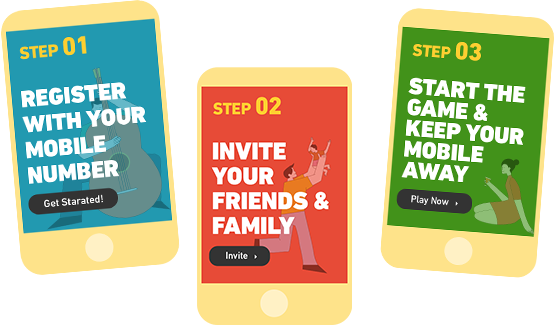 STEP 01
REGISTER
WITH YOUR
MOBILE
NUMBER
Get Starated!
STEP 02
INVITE
YOUR
FRIENDS &
FAMILY
Invite ›
STEP 03
START THE
GAME &
KEEP YOUR
MOBILE
AWAY
Play Now ›